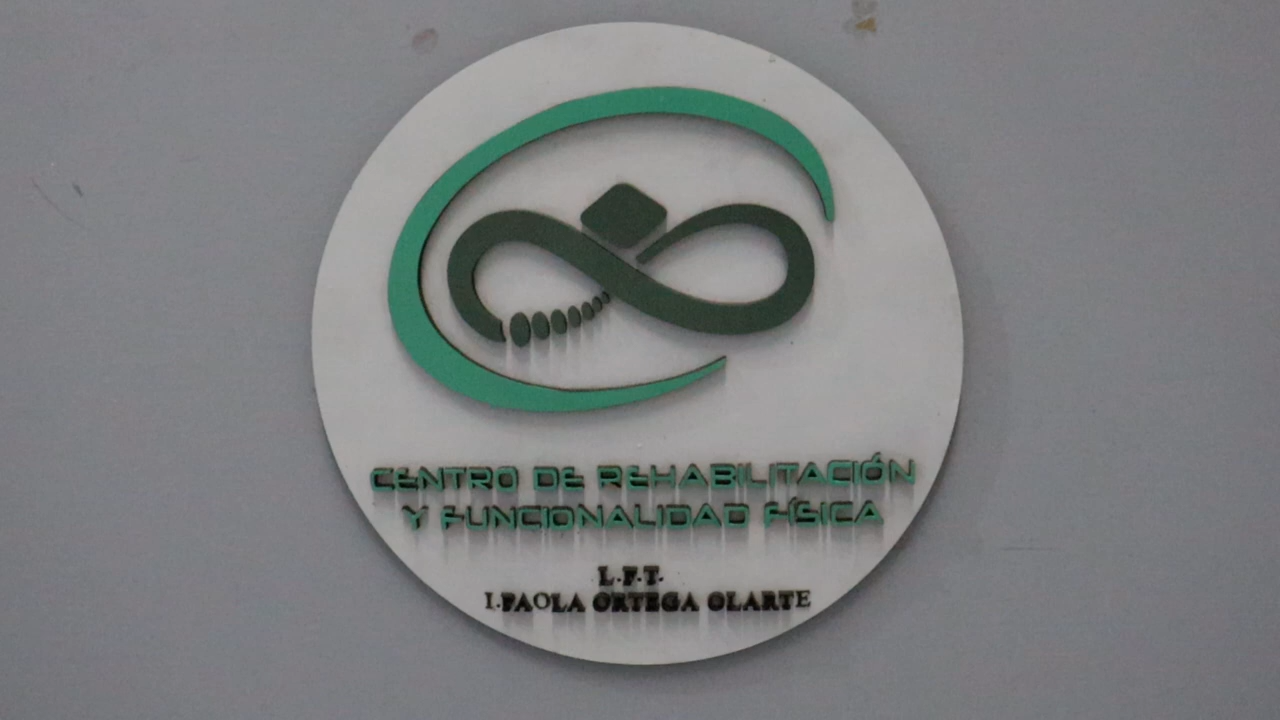 CENTRO DE REHABILITACIÓN
Y FUNCIONALIDAD FÍSICA
L.F.T.
I.PAOLA ORTEGA OLARTE